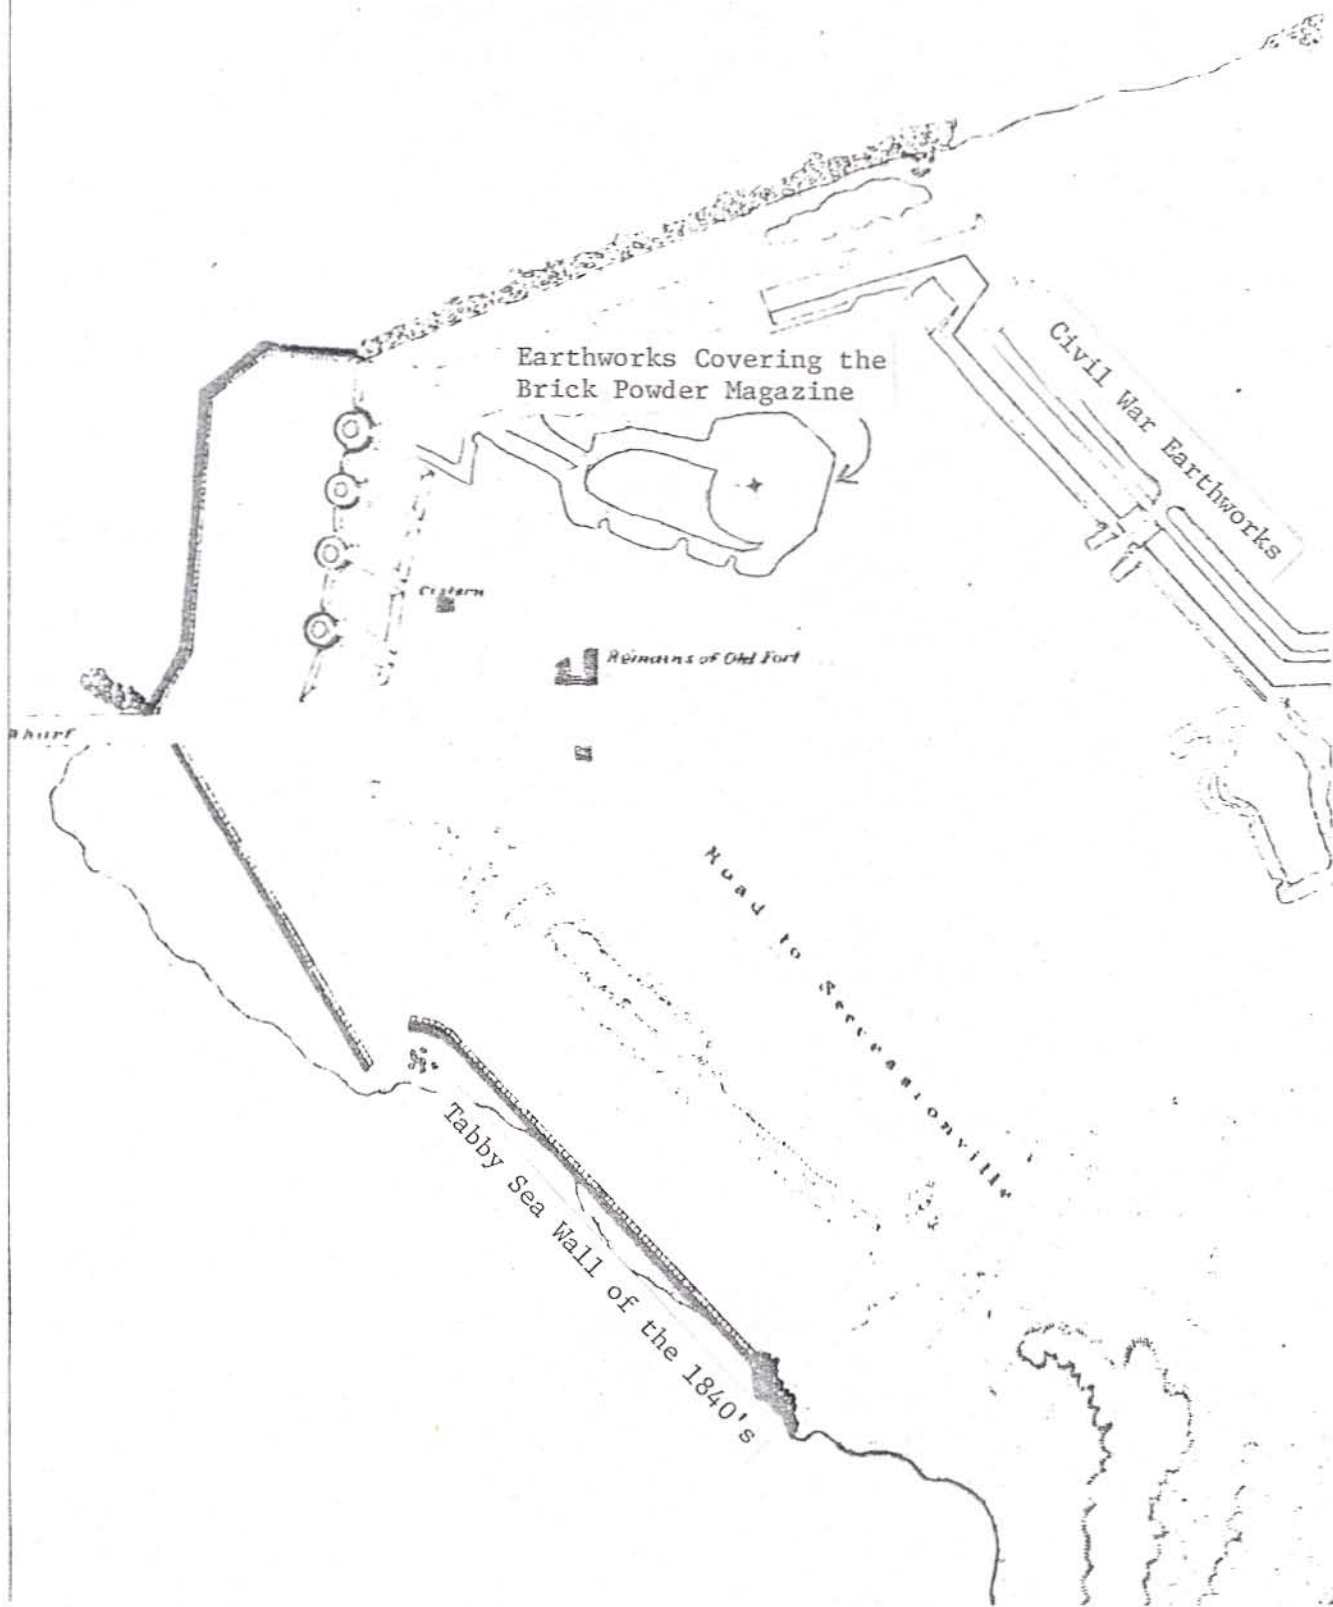 Earthworks Covering the
Brick Powder Magazine
Civil War Earthworks
Cistern
Remains of Old Fort
Wharf
Road to Secessionville
Tabby Sea Wall of the 1840's